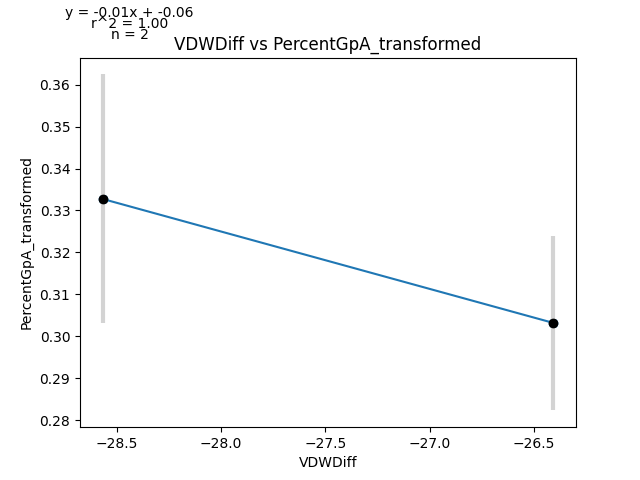 y = -0.01x + -0.06
r^2 = 1.00
n = 2
VDWDiff vs PercentGpA_transformed
PercentGpA_transformed
0.36
0.35
0.34
0.33
0.32
0.31
0.30
0.29
0.28
−28.5
−28.0
−27.5
−27.0
−26.5
VDWDiff